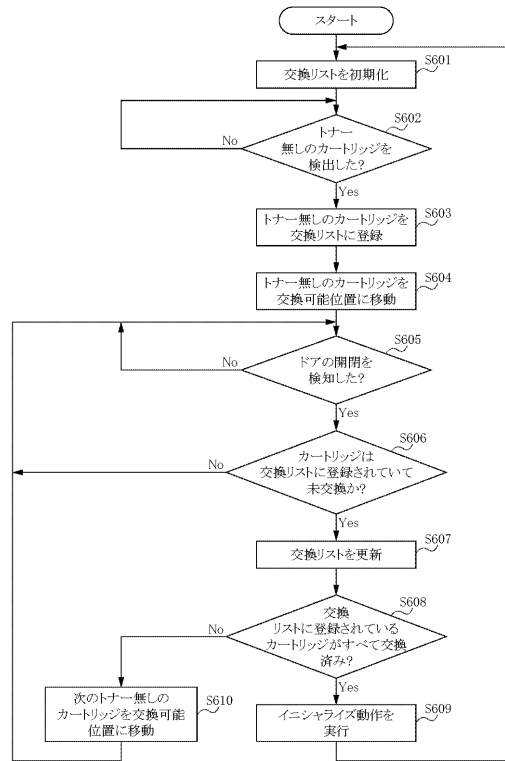 スタート
S601
交換リストを初期化
S602
トナー
無しのカートリッジを
検出した?
No
Yes
S603
トナー無しのカートリッジを
交換リストに登録
S604
トナー無しのカートリッジを
交換可能位置に移動
S605
ドアの開閉を
検知した?
No
Yes
S606
カートリッジは
交換リストに登録されていて
未交換か?
No
Yes
S607
交換リストを更新
S608
交換
リストに登録されている
カートリッジがすべて交換
済み?
No
Yes
S610
次のトナー無しの
カートリッジを交換可能
位置に移動
S609
イニシャライズ動作を
実行